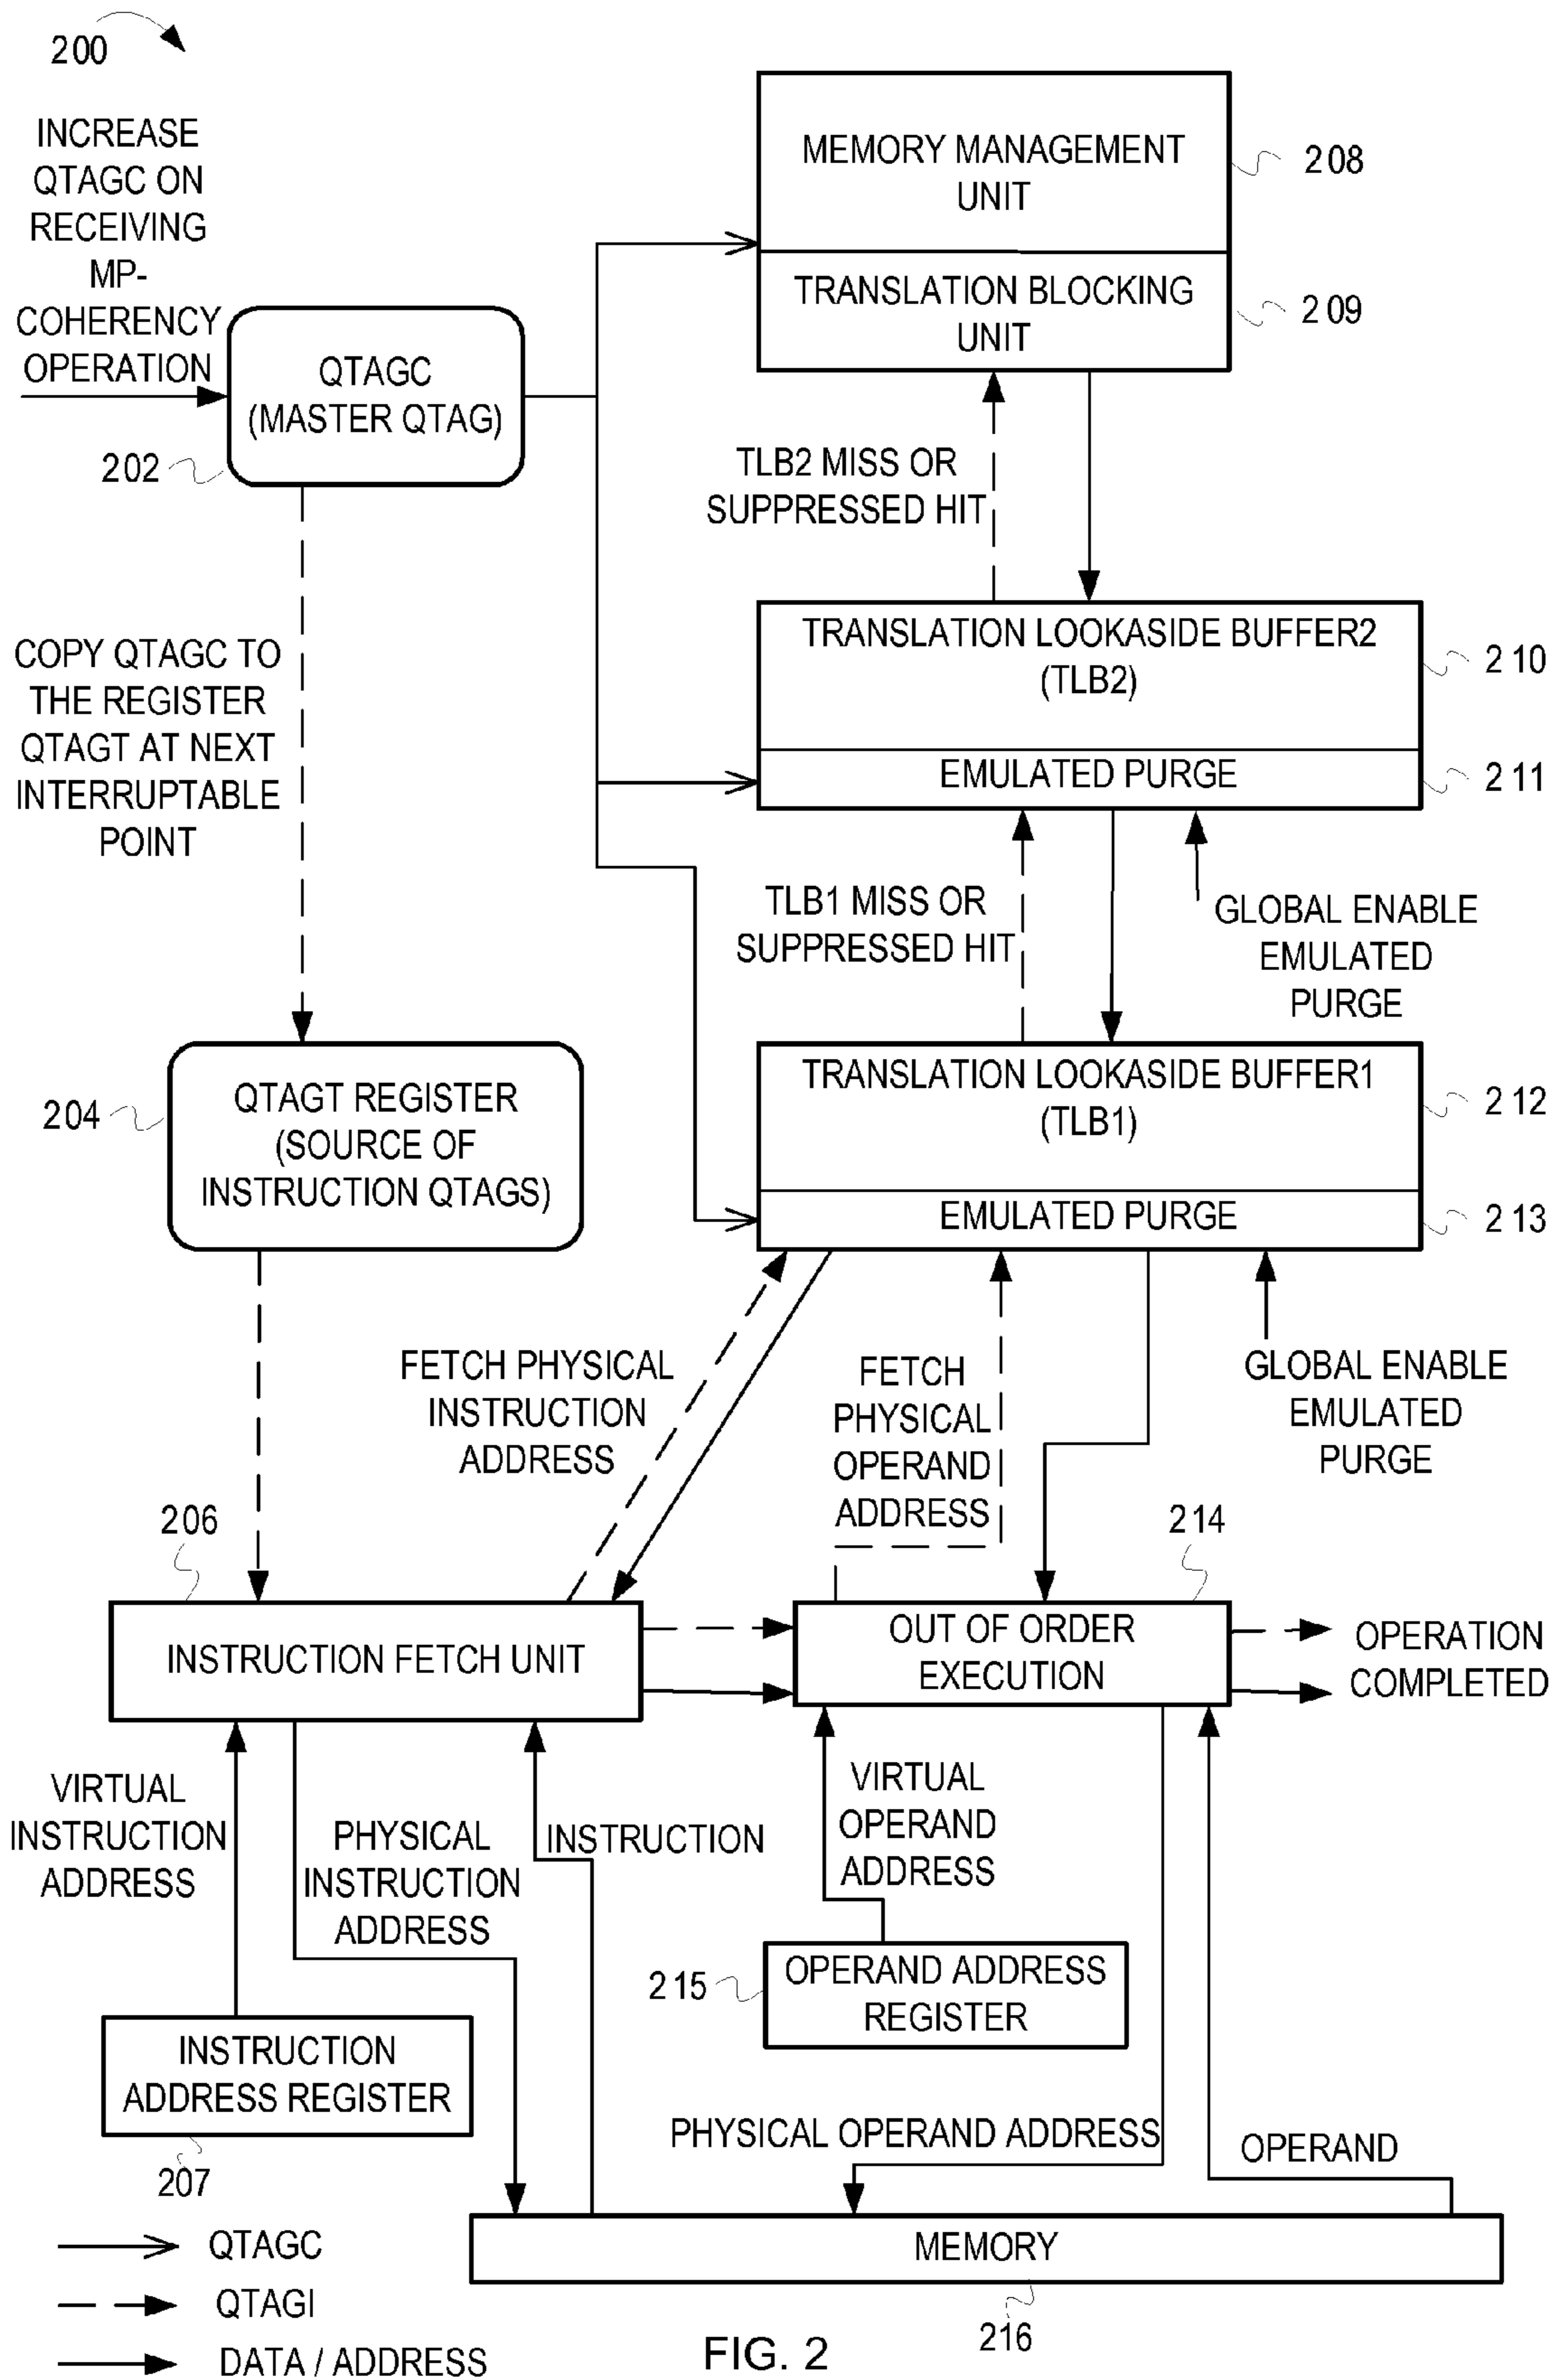 200
INCREASE
QTAGC ON
RECEIVING
MP-
COHERENCY
OPERATION
QTAGC
(MASTER QTAG)
202
MEMORY MANAGEMENT
UNIT
208
TRANSLATION BLOCKING
UNIT
209
TLB2 MISS OR
SUPPRESSED HIT
COPY QTAGC TO
THE REGISTER
QTAGT AT NEXT
INTERRUPTABLE
POINT
TRANSLATION LOOKASIDE BUFFER2
(TLB2)
210
EMULATED PURGE
211
TLB1 MISS OR
SUPPRESSED HIT
GLOBAL ENABLE
EMULATED
PURGE
QTAGT REGISTER
(SOURCE OF
INSTRUCTION QTAGS)
204
TRANSLATION LOOKASIDE BUFFER1
(TLB1)
212
EMULATED PURGE
213
FETCH PHYSICAL
INSTRUCTION
ADDRESS
FETCH
PHYSICAL
OPERAND
ADDRESS
GLOBAL ENABLE
EMULATED
PURGE
206
214
INSTRUCTION FETCH UNIT
OUT OF ORDER
EXECUTION
OPERATION
COMPLETED
VIRTUAL
INSTRUCTION
ADDRESS
PHYSICAL
INSTRUCTION
ADDRESS
INSTRUCTION
VIRTUAL
OPERAND
ADDRESS
215
OPERAND ADDRESS
REGISTER
INSTRUCTION
ADDRESS REGISTER
207
PHYSICAL OPERAND ADDRESS
OPERAND
MEMORY
216
QTAGC
QTAGI
DATA / ADDRESS
FIG. 2